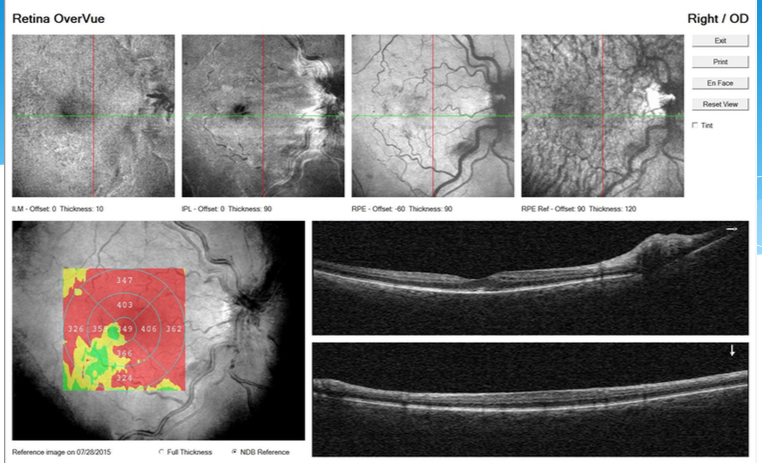 Retina OverVue
Right / OD
Exit
Print
En Face
Reset View
Tint
ILM - Offset: 0 Thickness: 10
IPL - Offset: 0 Thickness: 90
RPE - Offset: -60 Thickness: 90
RPE Ref - Offset: 90 Thickness: 120
347
403
326
349 406 362
366
324
Reference image on 07/28/2015
Full Thickness
NDB Reference